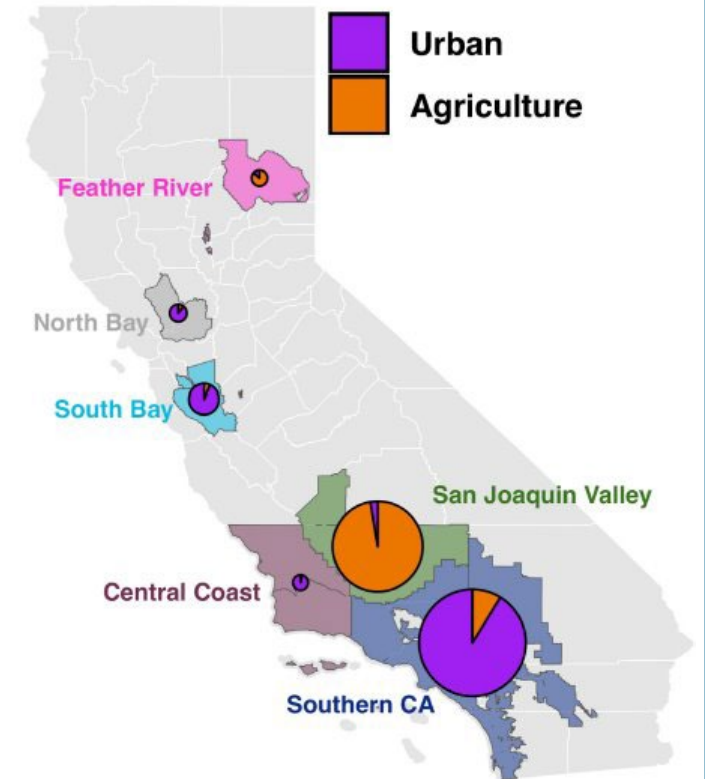 Urban
Agriculture
Feather River
North Bay
South Bay
San Joaquin Valley
Central Coast
Southern CA